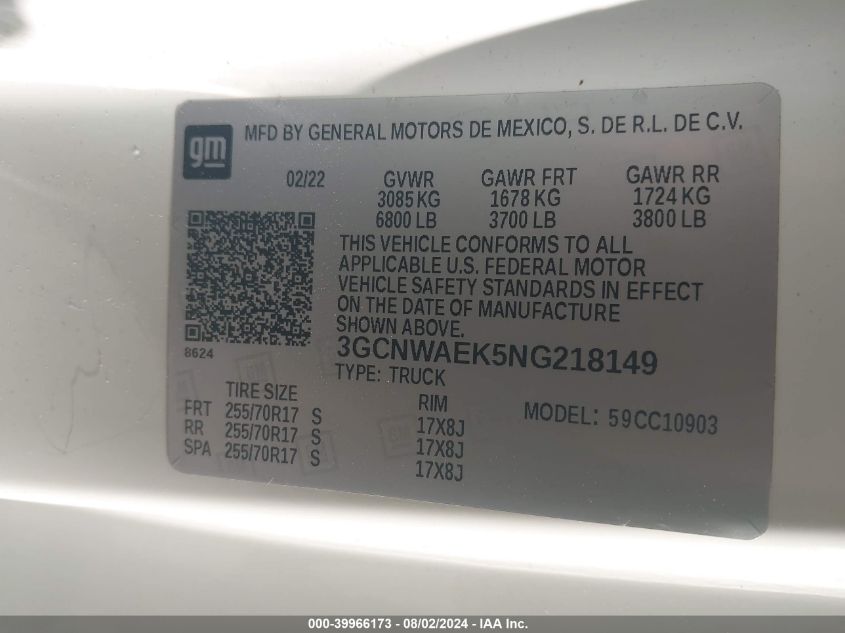 gm
MFD BY GENERAL MOTORS DE MEXICO, S. DE R.L. DE C.V.
02/22 GVWR GAWR FRT GAWR RR
3085 KG 1678 KG 1724 KG
6800 LB 3700 LB 3800 LB
THIS VEHICLE CONFORMS TO ALL
APPLICABLE U.S. FEDERAL MOTOR
VEHICLE SAFETY STANDARDS IN EFFECT
ON THE DATE OF MANUFACTURE
SHOWN ABOVE.
8624
3GCNWAEK5NG218149
TYPE: TRUCK
TIRE SIZE RIM MODEL: 59CC10903
FRT 255/70R17 S 17X8J
RR 255/70R17 S 17X8J
SPA 255/70R17 S 17X8J
000-39966173 - 08/02/2024 - IAA Inc.